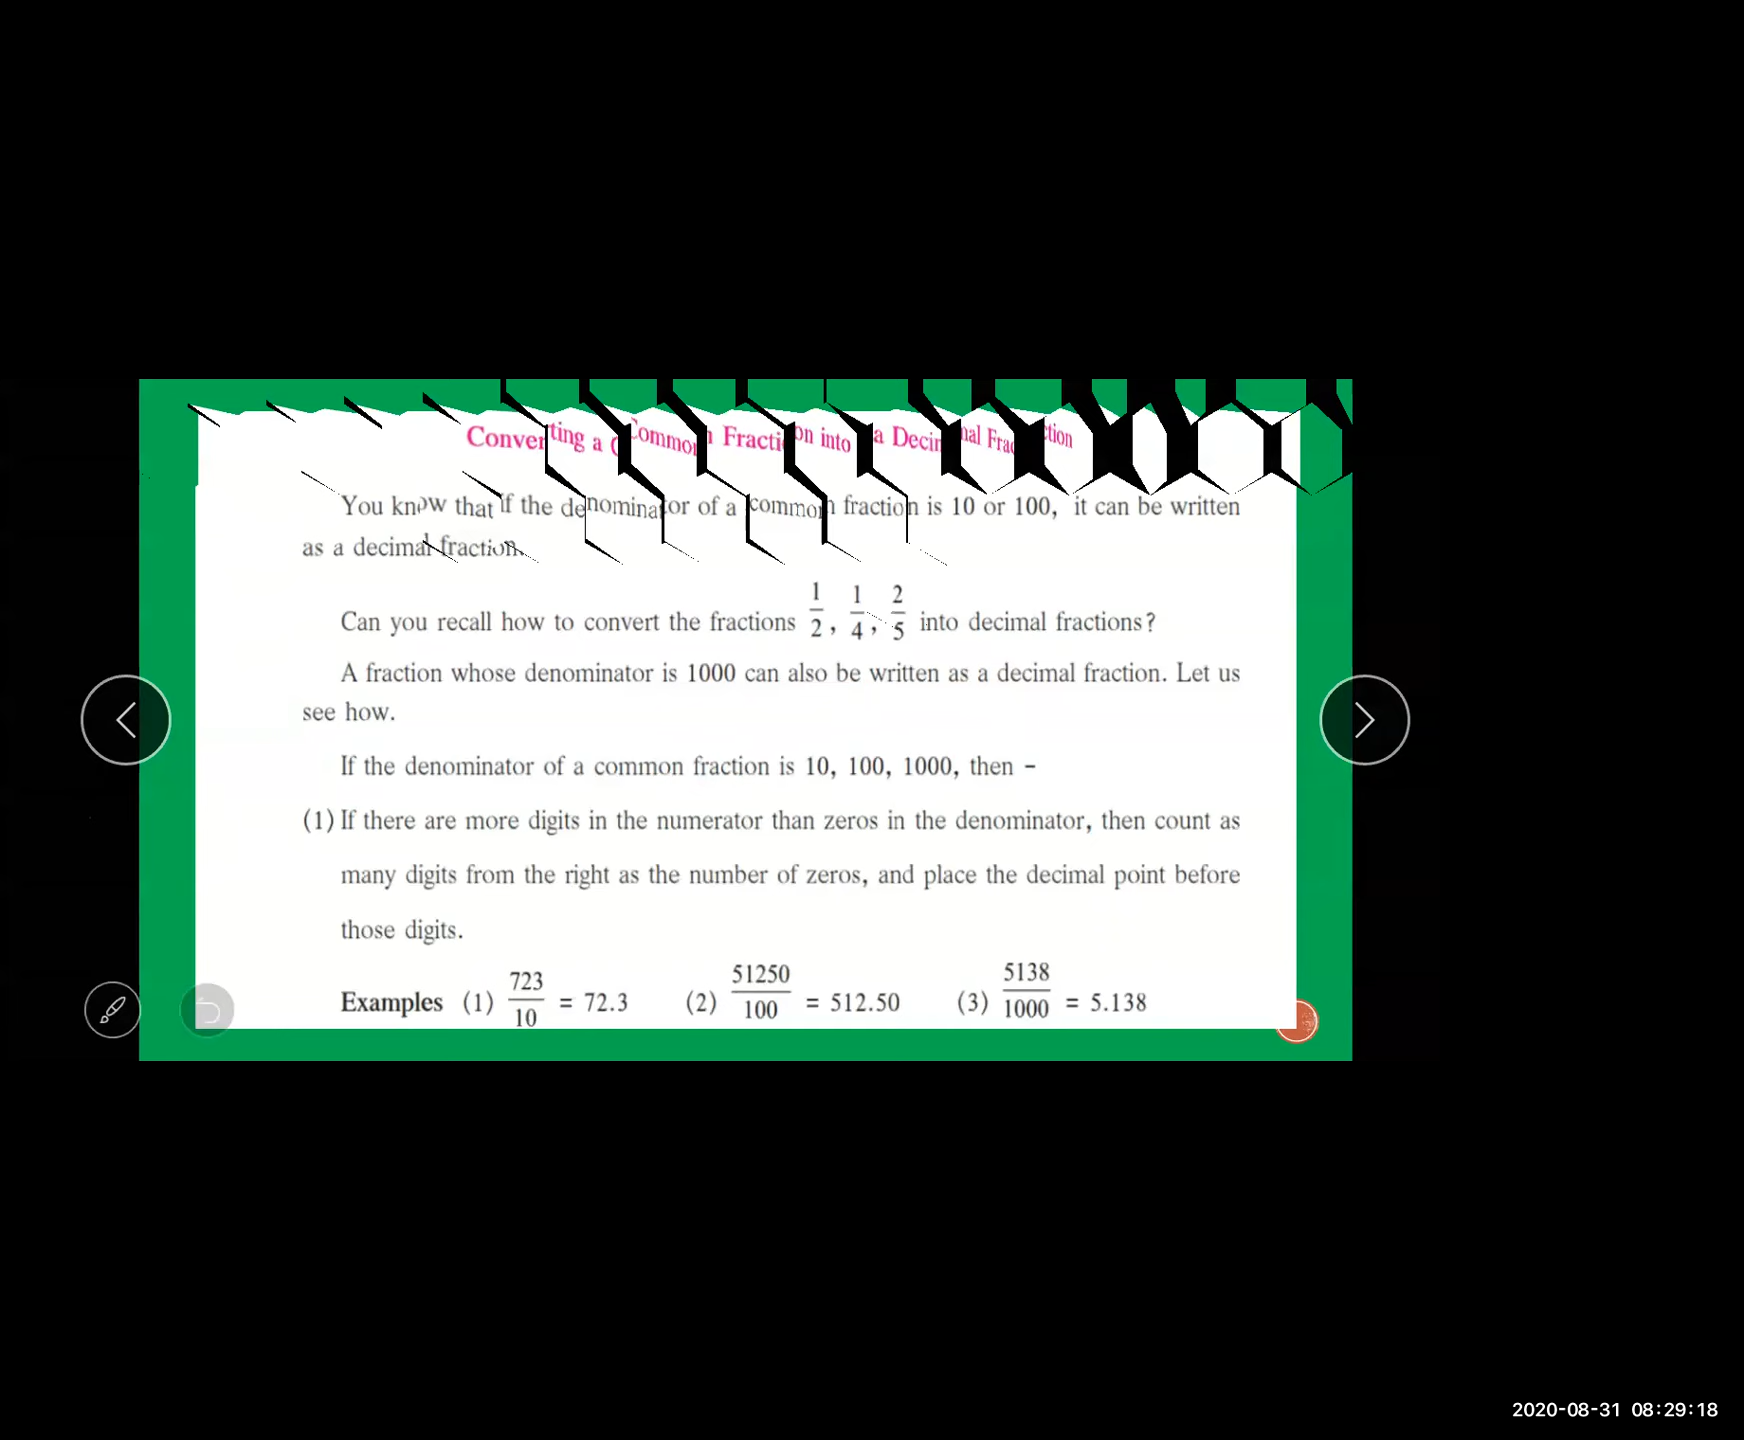 Converting a Common Fraction into a Decimal Fraction
You know that if the denominator of a common fraction is 10 or 100, it can be written
as a decimal fraction.
Can you recall how to convert the fractions 1/2, 1/4, 2/5 into decimal fractions?
A fraction whose denominator is 1000 can also be written as a decimal fraction. Let us
see how.
If the denominator of a common fraction is 10, 100, 1000, then -
(1) If there are more digits in the numerator than zeros in the denominator, then count as
many digits from the right as the number of zeros, and place the decimal point before
those digits.
Examples (1) 723/10 = 72.3 (2) 51250/100 = 512.50 (3) 5138/1000 = 5.138
2020-08-31 08:29:18